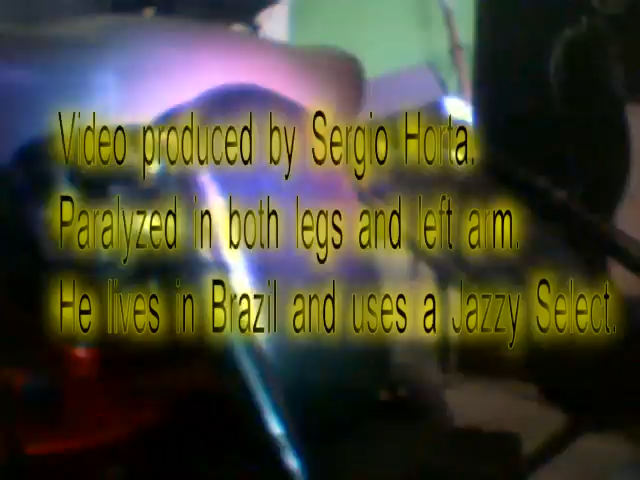 Video produced by Sergio Horta.
Paralyzed in both legs and left arm.
He lives in Brazil and uses a Jazzy Select.